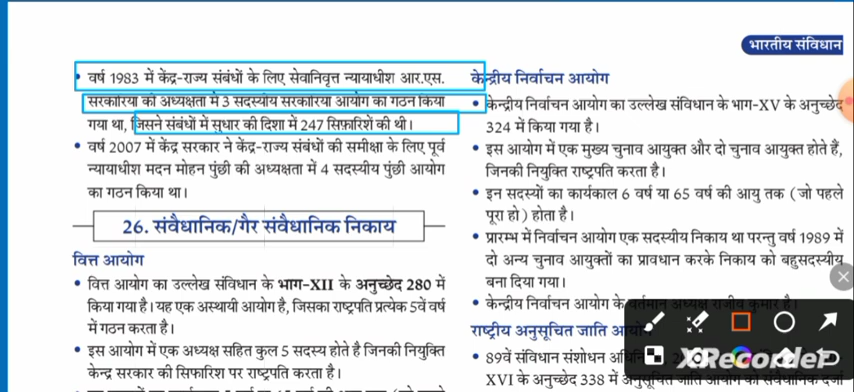 भारतीय संविधान
• वर्ष 1983 में केंद्र-राज्य संबंधों के लिए सेवानिवृत्त न्यायाधीश आर.एस.
सरकारिया की अध्यक्षता में 3 सदस्यीय सरकारिया आयोग का गठन किया
गया था, जिसने संबंधों में सुधार की दिशा में 247 सिफ़ारिशें की थी।
• वर्ष 2007 में केंद्र सरकार ने केंद्र-राज्य संबंधों की समीक्षा के लिए पूर्व
न्यायाधीश मदन मोहन पुंछी की अध्यक्षता में 4 सदस्यीय पुंछी आयोग
का गठन किया था।
26. संवैधानिक/गैर संवैधानिक निकाय
वित्त आयोग
• वित्त आयोग का उल्लेख संविधान के भाग-XII के अनुच्छेद 280 में
किया गया है। यह एक अस्थायी आयोग है, जिसका राष्ट्रपति प्रत्येक 5वें वर्ष
में गठन करता है।
• इस आयोग में एक अध्यक्ष सहित कुल 5 सदस्य होते है जिनकी नियुक्ति
केन्द्र सरकार की सिफारिश पर राष्ट्रपति करता है।
केन्द्रीय निर्वाचन आयोग
• केन्द्रीय निर्वाचन आयोग का उल्लेख संविधान के भाग-XV के अनुच्छेद
324 में किया गया है।
• इस आयोग में एक मुख्य चुनाव आयुक्त और दो चुनाव आयुक्त होते हैं,
जिनकी नियुक्ति राष्ट्रपति करता है।
• इन सदस्यों का कार्यकाल 6 वर्ष या 65 वर्ष की आयु तक (जो पहले
पूरा हो) होता है।
• प्रारम्भ में निर्वाचन आयोग एक सदस्यीय निकाय था परन्तु वर्ष 1989 में
दो अन्य चुनाव आयुक्तों का प्रावधान करके निकाय को बहुसदस्यीय
बना दिया गया।
• केन्द्रीय निर्वाचन आयोग के वर्तमान अध्यक्ष राजीव कुमार है।
राष्ट्रीय अनुसूचित जाति
• 89वें संविधान संशोधन
XVI के अनुच्छेद 338 में अनुसूचित जाति आयोग को संवैधानिक दर्जा
XRecorder